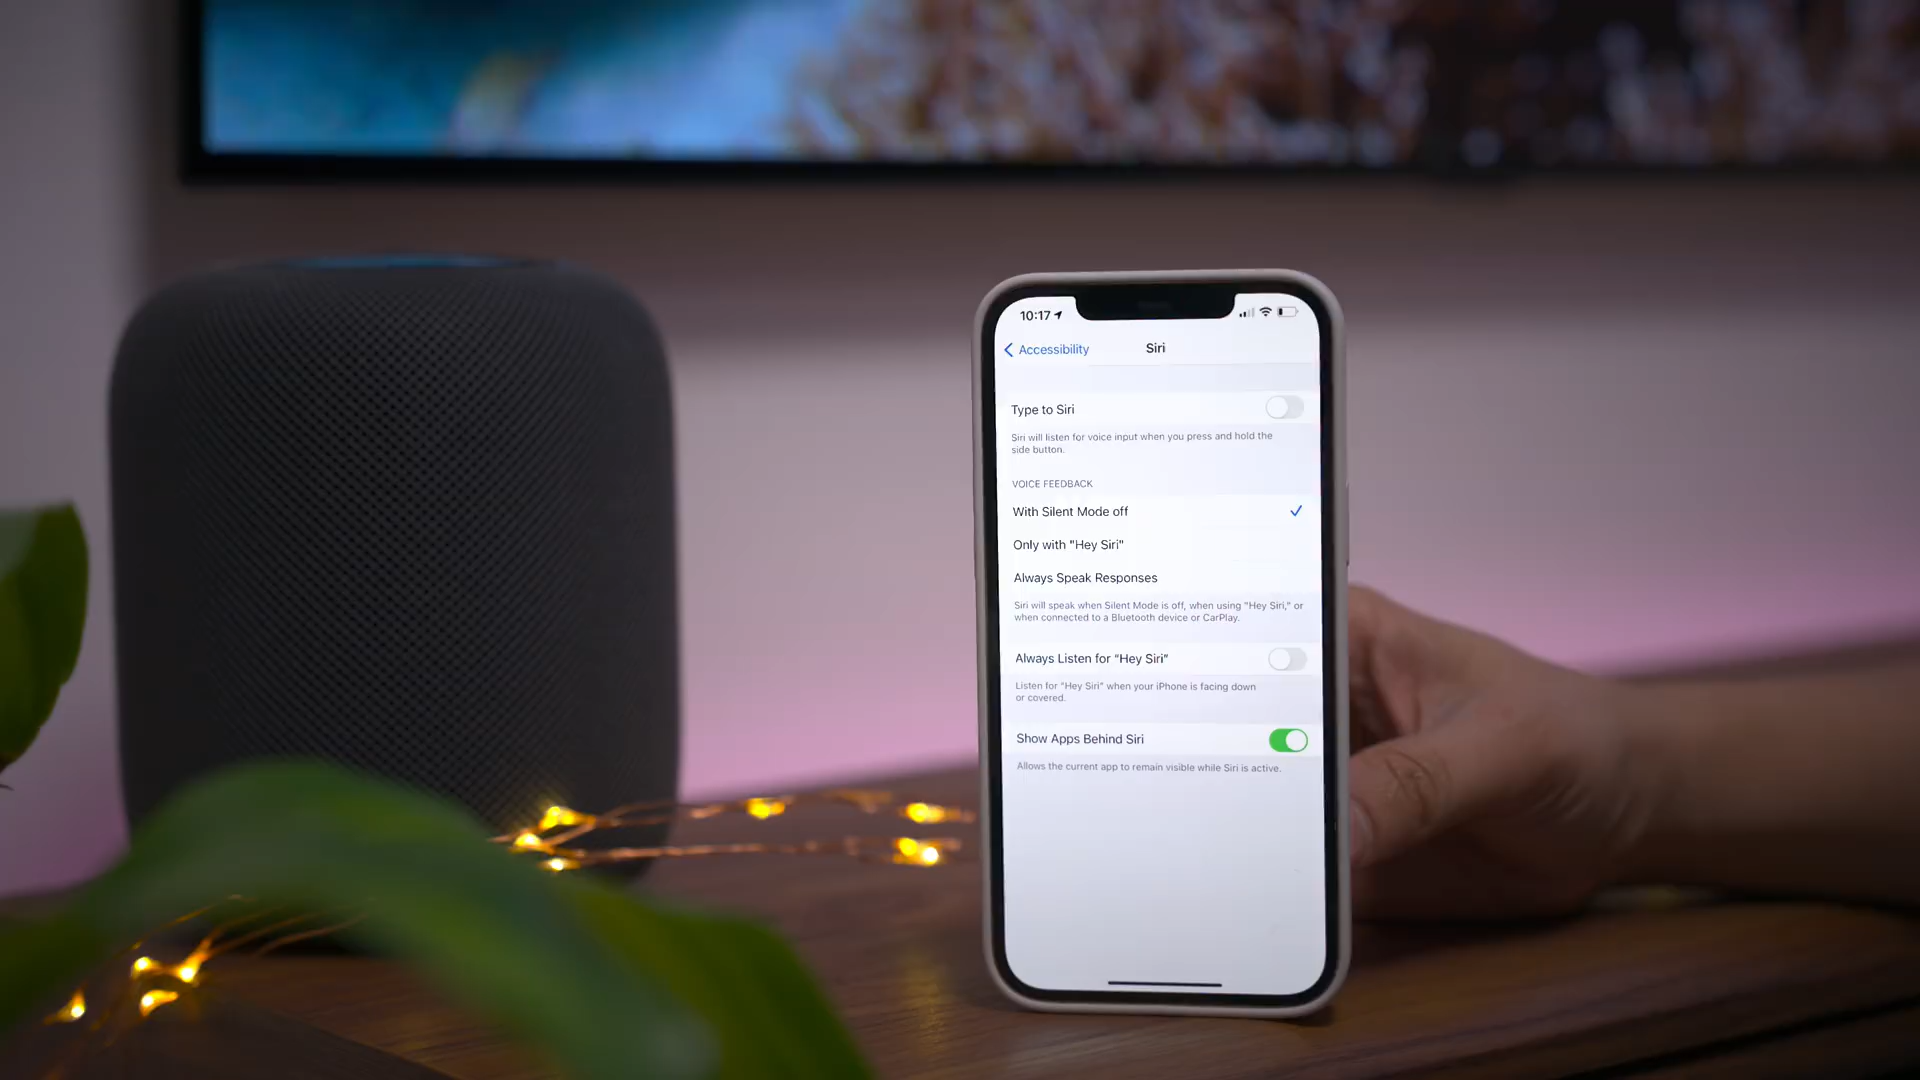 10:17
Accessibility
Siri
Type to Siri
Siri will listen for voice input when you press and hold the
side button.
VOICE FEEDBACK
With Silent Mode off
Only with "Hey Siri"
Always Speak Responses
Siri will speak when Silent Mode is off, when using "Hey Siri," or
when connected to a Bluetooth device or CarPlay.
Always Listen for “Hey Siri”
Listen for “Hey Siri” when your iPhone is facing down
or covered.
Show Apps Behind Siri
Allows the current app to remain visible while Siri is active.